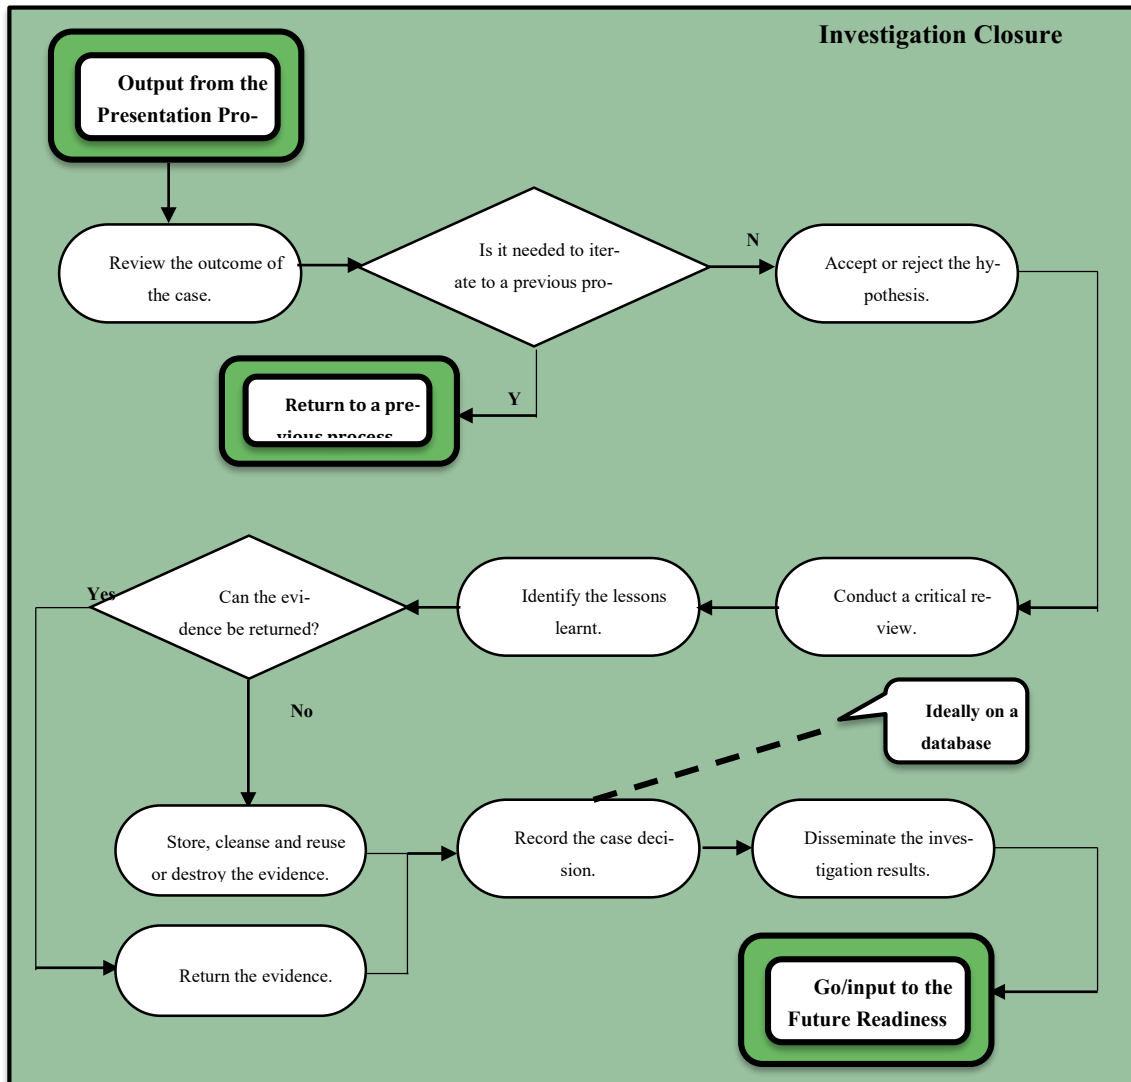 Investigation Closure
Output from the
Presentation Pro-
Review the outcome of
the case.
Is it needed to iter-
ate to a previous pro-
N
Accept or reject the hy-
pothesis.
Y
Return to a pre-
vious process
Yes
Can the evi-
dence be returned?
Identify the lessons
learnt.
Conduct a critical re-
view.
No
Ideally on a
database
Store, cleanse and reuse
or destroy the evidence.
Record the case deci-
sion.
Disseminate the inves-
tigation results.
Return the evidence.
Go/input to the
Future Readiness